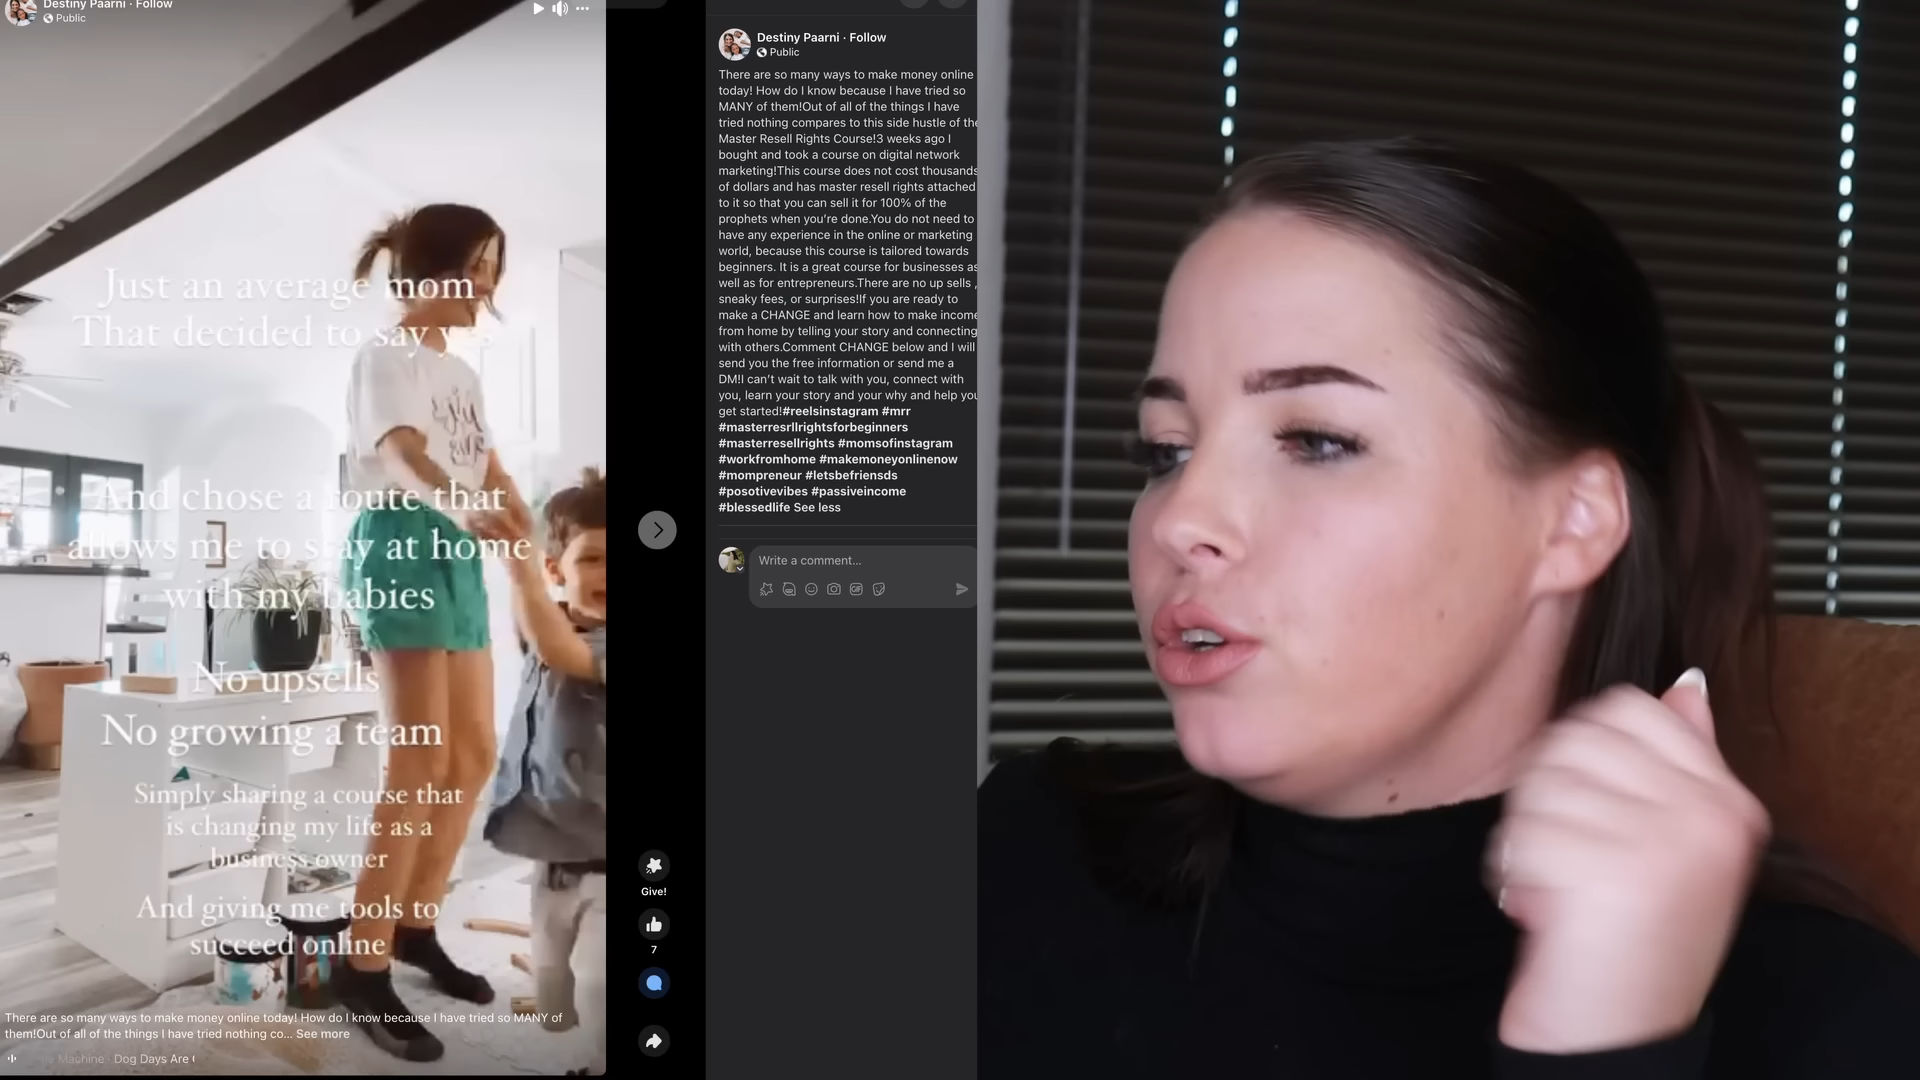 Destiny Paarni · Follow
Public
Just an average mom
That decided to say yes
And chose a route that
allows me to stay at home
with my babies
No upsells
No growing a team
Simply sharing a course that
is changing my life as a
business owner
And giving me tools to
succeed online
There are so many ways to make money online today! How do I know because I have tried so MANY of
them!Out of all of the things I have tried nothing co... See more
Machine · Dog Days Are
Give!
7
Destiny Paarni · Follow
Public
There are so many ways to make money online
today! How do I know because I have tried so
MANY of them!Out of all of the things I have
tried nothing compares to this side hustle of the
Master Resell Rights Course!3 weeks ago I
bought and took a course on digital network
marketing!This course does not cost thousands
of dollars and has master resell rights attached
to it so that you can sell it for 100% of the
prophets when you're done.You do not need to
have any experience in the online or marketing
world, because this course is tailored towards
beginners. It is a great course for businesses as
well as for entrepreneurs.There are no up sells ,
sneaky fees, or surprises!If you are ready to
make a CHANGE and learn how to make income
from home by telling your story and connecting
with others.Comment CHANGE below and I will
send you the free information or send me a
DM!I can't wait to talk with you, connect with
you, learn your story and your why and help you
get started!#reelsinstagram #mrr
#masterresrllrightsforbeginners
#masterresellrights #momsofinstagram
#workfromhome #makemoneyonlinenow
#mompreneur #letsbefriensds
#posotivevibes #passiveincome
#blessedlife See less
Write a comment...